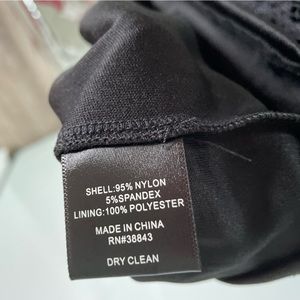 SHELL:95% NYLON
5%SPANDEX
LINING:100% POLYESTER
MADE IN CHINA
RN#38843
DRY CLEAN